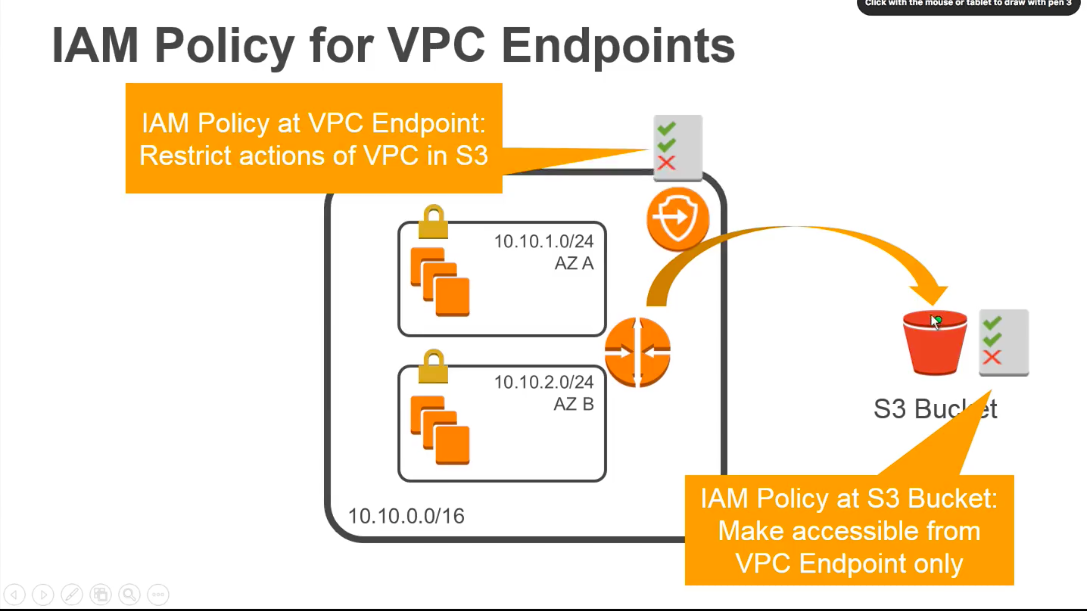 Click with the mouse or tablet to draw with pen 3
IAM Policy for VPC Endpoints
IAM Policy at VPC Endpoint:
Restrict actions of VPC in S3
10.10.1.0/24
AZ A
10.10.2.0/24
AZ B
10.10.0.0/16
S3 Bucket
IAM Policy at S3 Bucket:
Make accessible from
VPC Endpoint only